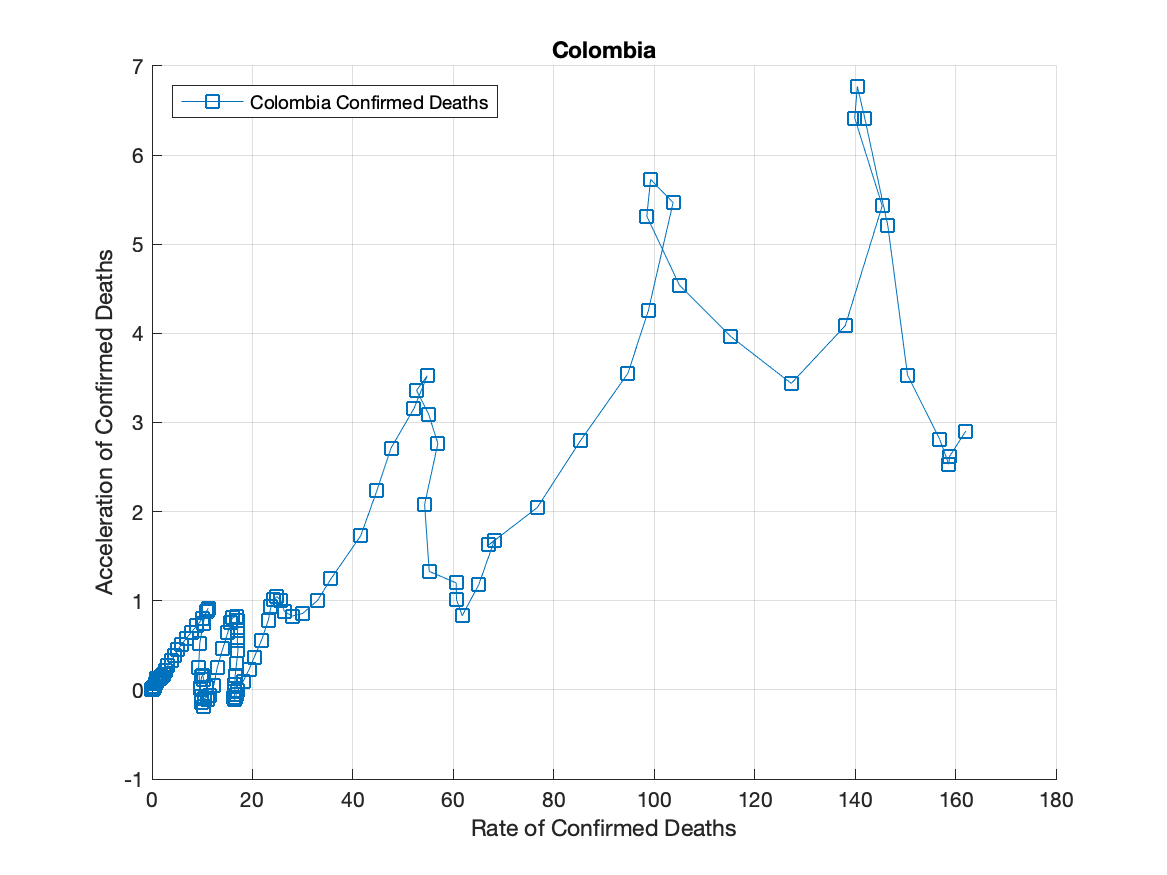 Colombia
Colombia Confirmed Deaths
7
6
5
4
3
2
1
0
-1
Acceleration of Confirmed Deaths
0 20 40 60 80 100 120 140 160 180
Rate of Confirmed Deaths